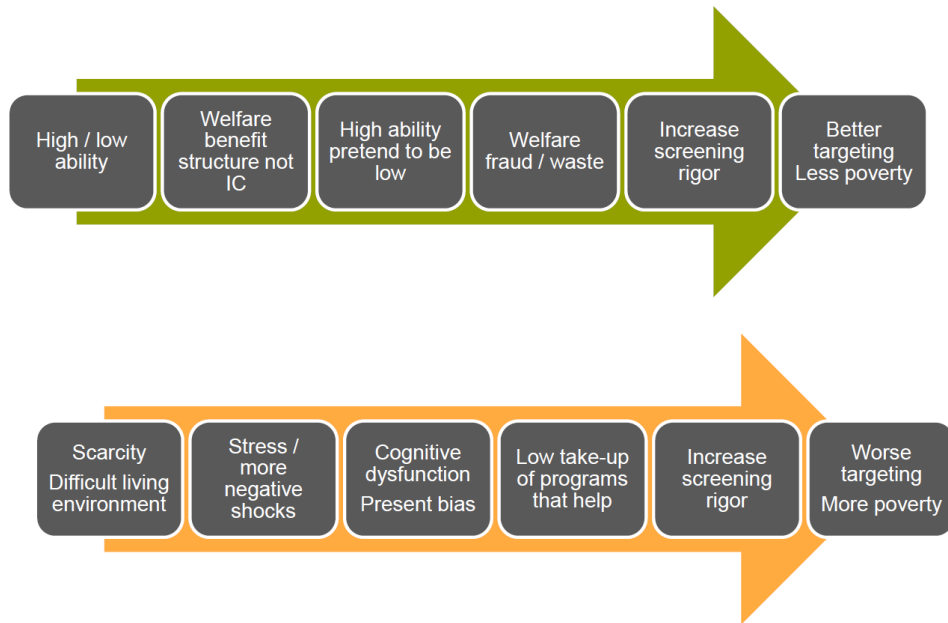 High / low
ability
Welfare
benefit
structure not
IC
High ability
pretend to be
low
Welfare
fraud / waste
Increase
screening
rigor
Better
targeting
Less poverty
Scarcity
Difficult living
environment
Stress /
more
negative
shocks
Cognitive
dysfunction
Present bias
Low take-up
of programs
that help
Increase
screening
rigor
Worse
targeting
More poverty